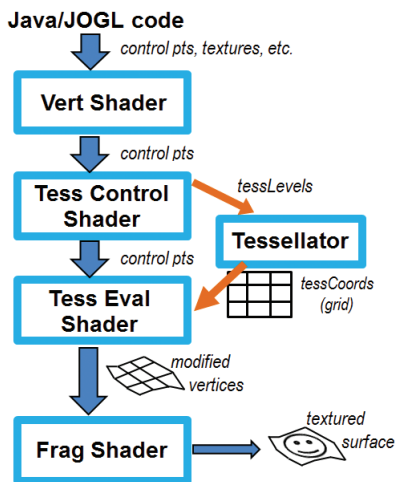 Java/JOGL code
control pts, textures, etc.
Vert Shader
control pts
Tess Control
Shader
tessLevels
Tessellator
control pts
tessCoords
(grid)
Tess Eval
Shader
modified
vertices
Frag Shader
textured
surface